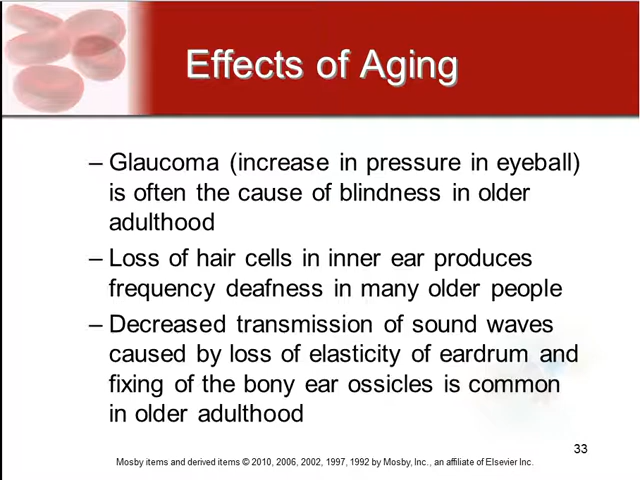 Effects of Aging
– Glaucoma (increase in pressure in eyeball)
is often the cause of blindness in older
adulthood
– Loss of hair cells in inner ear produces
frequency deafness in many older people
– Decreased transmission of sound waves
caused by loss of elasticity of eardrum and
fixing of the bony ear ossicles is common
in older adulthood
33
Mosby items and derived items © 2010, 2006, 2002, 1997, 1992 by Mosby, Inc., an affiliate of Elsevier Inc.